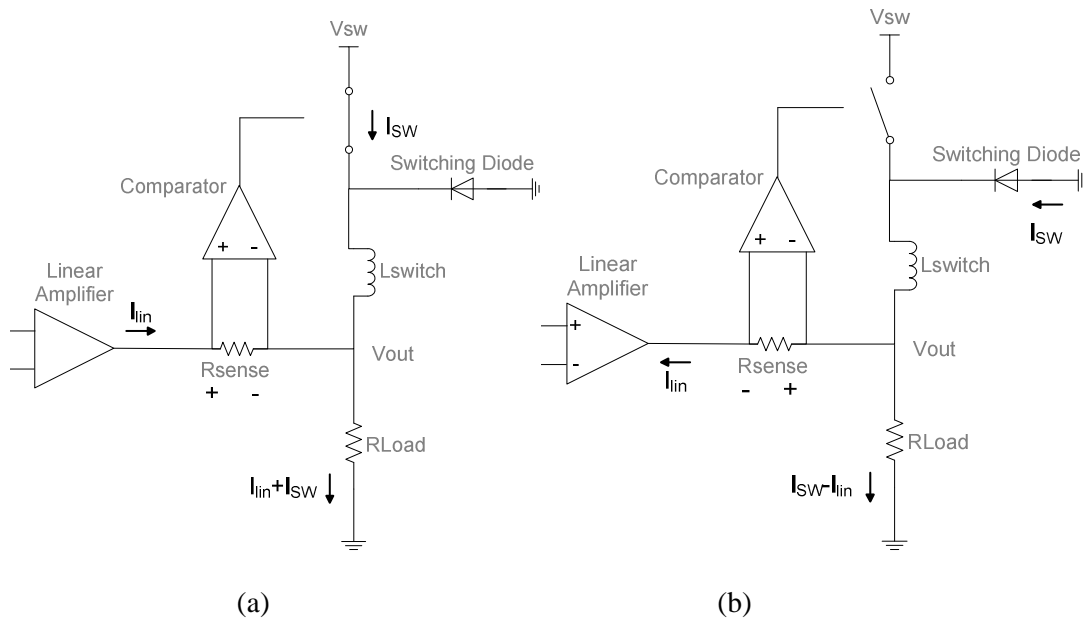 Vsw
I_SW
Switching Diode
Comparator
+ -
Lswitch
Linear
Amplifier
I_lin
Vout
Rsense
+ -
RLoad
I_lin+I_SW
(a)
Vsw
Switching Diode
Comparator
I_SW
+ -
Lswitch
Linear
Amplifier
+
-
Vout
I_lin
Rsense
- +
RLoad
I_SW-I_lin
(b)